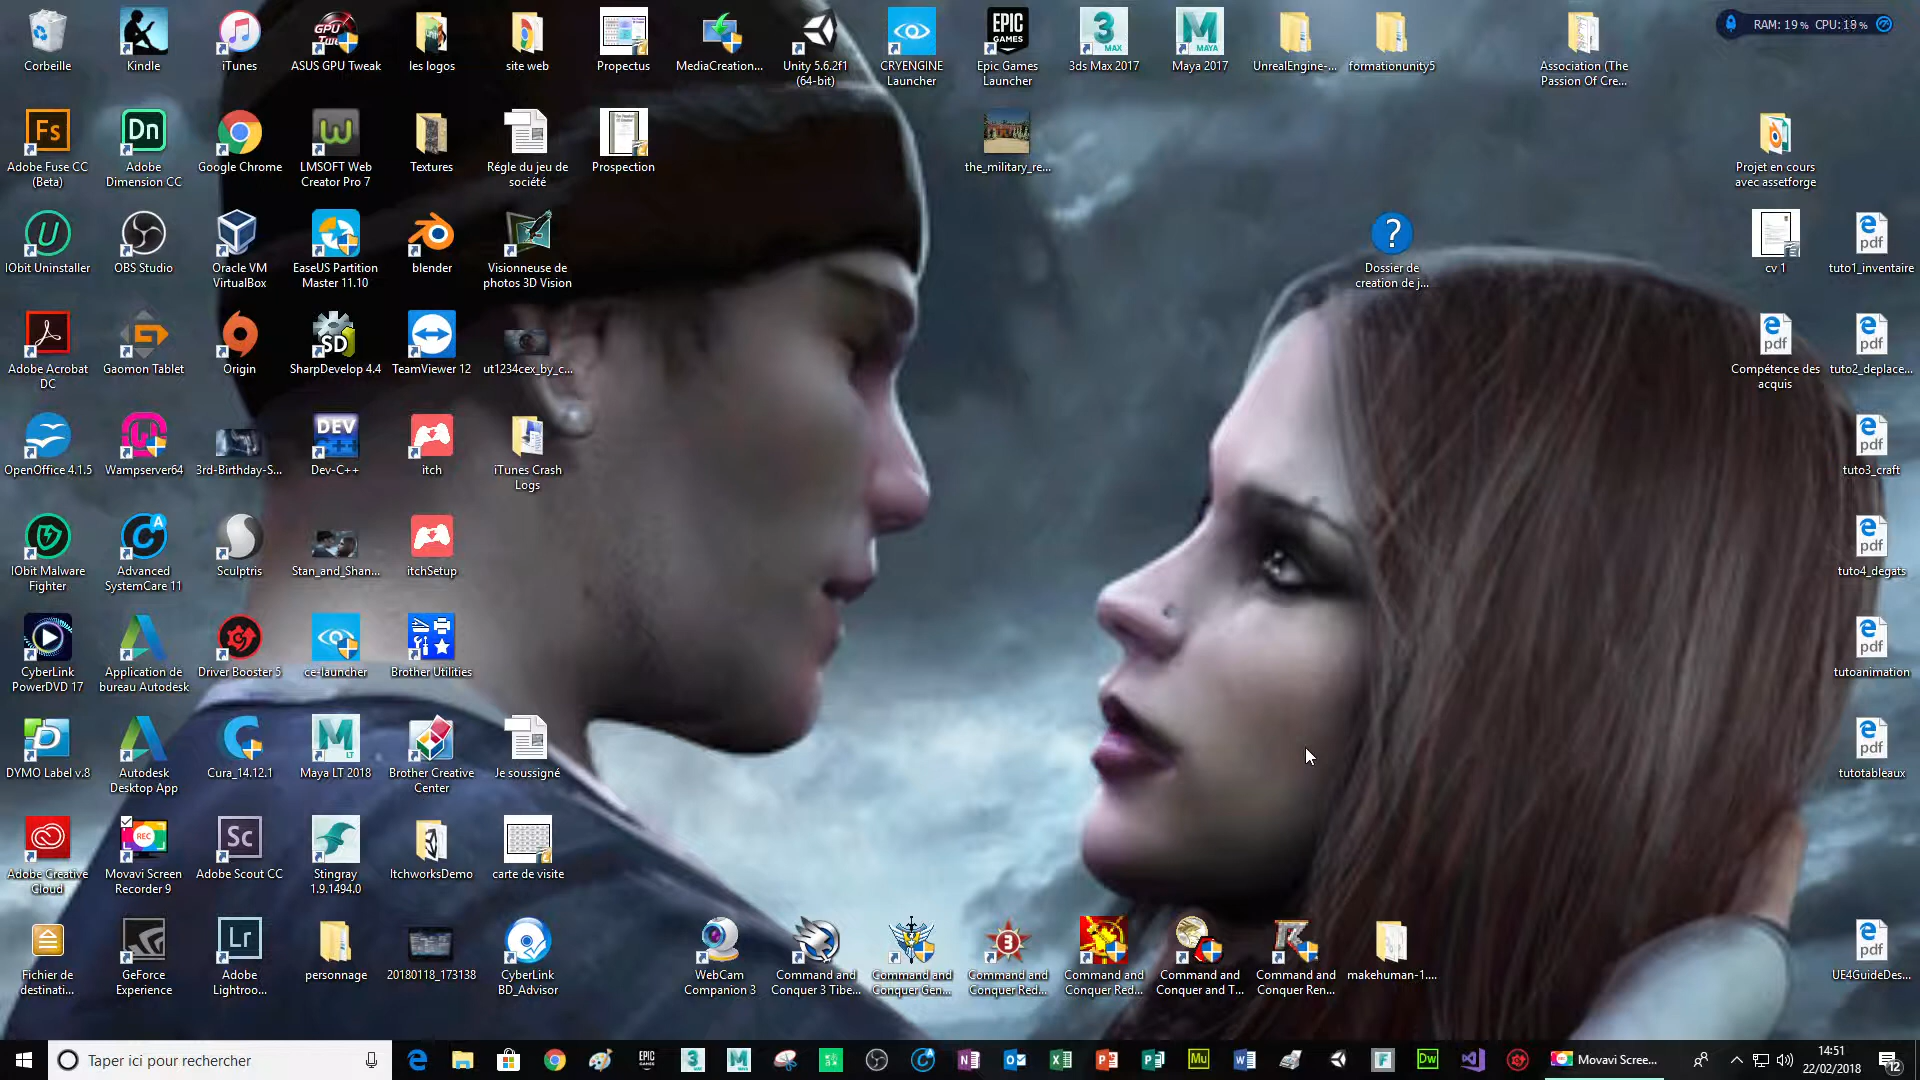 RAM: 19 % CPU: 18 %
Corbeille
Kindle
iTunes
ASUS GPU Tweak
les logos
site web
Propectus
MediaCreation...
Unity 5.6.2f1
(64-bit)
CRYENGINE
Launcher
Epic Games
Launcher
3ds Max 2017
Maya 2017
UnrealEngine-...
formationunity5
Association (The
Passion Of Cre...
Adobe Fuse CC
(Beta)
Adobe
Dimension CC
Google Chrome
LMSOFT Web
Creator Pro 7
Textures
Régle du jeu de
société
Prospection
the_military_re...
Projet en cours
avec assetforge
IObit Uninstaller
OBS Studio
Oracle VM
VirtualBox
EaseUS Partition
Master 11.10
blender
Visionneuse de
photos 3D Vision
Dossier de
creation de j...
cv 1
tuto1_inventaire
Adobe Acrobat
DC
Gaomon Tablet
Origin
SharpDevelop 4.4
TeamViewer 12
ut1234cex_by_c...
Compétence des
acquis
tuto2_deplace...
OpenOffice 4.1.5
Wampserver64
3rd-Birthday-S...
Dev-C++
itch
iTunes Crash
Logs
tuto3_craft
IObit Malware
Fighter
Advanced
SystemCare 11
Sculptris
Stan_and_Shan...
itchSetup
tuto4_degats
CyberLink
PowerDVD 17
Application de
bureau Autodesk
Driver Booster 5
ce-launcher
Brother Utilities
tutoanimation
DYMO Label v.8
Autodesk
Desktop App
Cura_14.12.1
Maya LT 2018
Brother Creative
Center
Je soussigné
tutotableaux
Adobe Creative
Cloud
Movavi Screen
Recorder 9
Adobe Scout CC
Stingray
1.9.1494.0
ItchworksDemo
carte de visite
Fichier de
destinati...
GeForce
Experience
Adobe
Lightroo...
personnage
20180118_173138
CyberLink
BD_Advisor
WebCam
Companion 3
Command and
Conquer 3 Tibe...
Command and
Conquer Gen...
Command and
Conquer Red...
Command and
Conquer Red...
Command and
Conquer and T...
Command and
Conquer Ren...
makehuman-1....
UE4GuideDes...
Taper ici pour rechercher
Movavi Scree...
14:51
22/02/2018
12